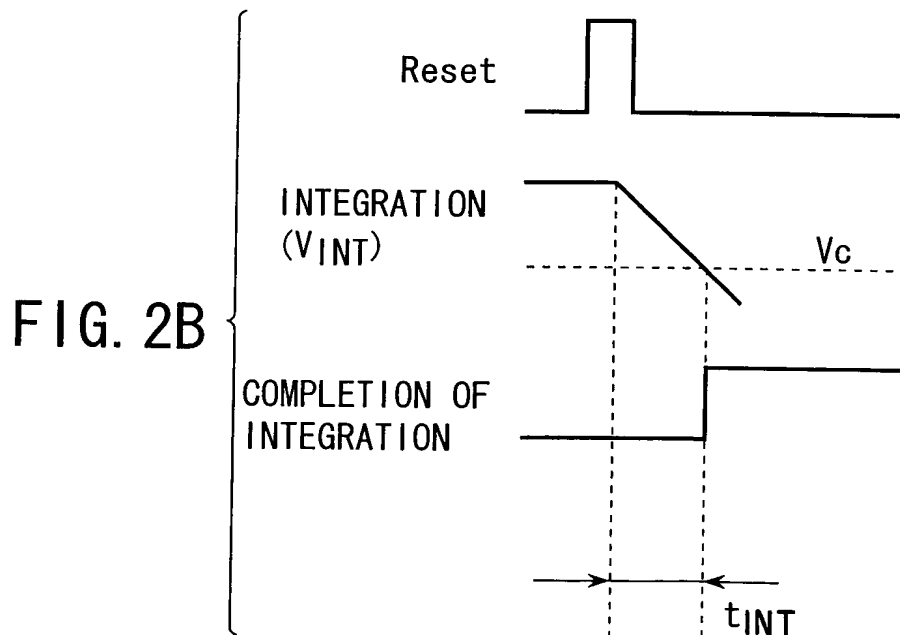 Reset
INTEGRATION
(VINT)
Vc
FIG. 2B
COMPLETION OF
INTEGRATION
tINT